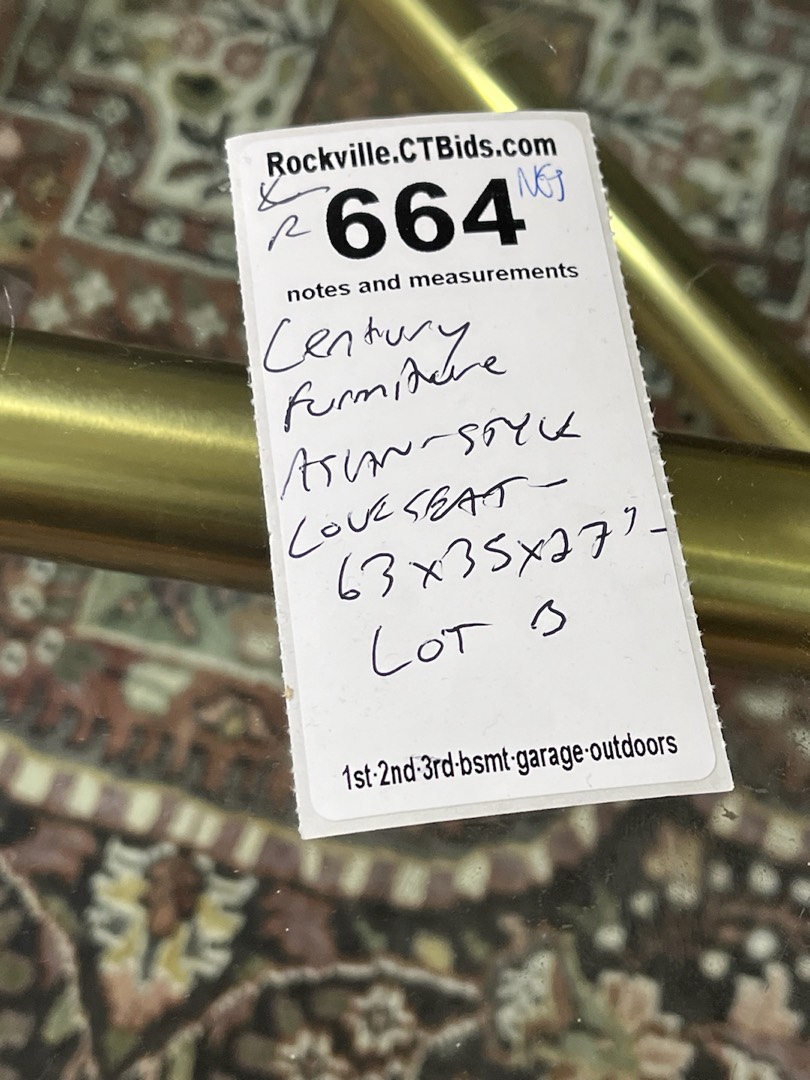 Rockville.CTBids.com
R 664
notes and measurements
Century
Furniture
ASIAN-STYLE
LOVESEAT-
63x35x27"-
LOT B
1st·2nd·3rd·bsmt·garage·outdoors